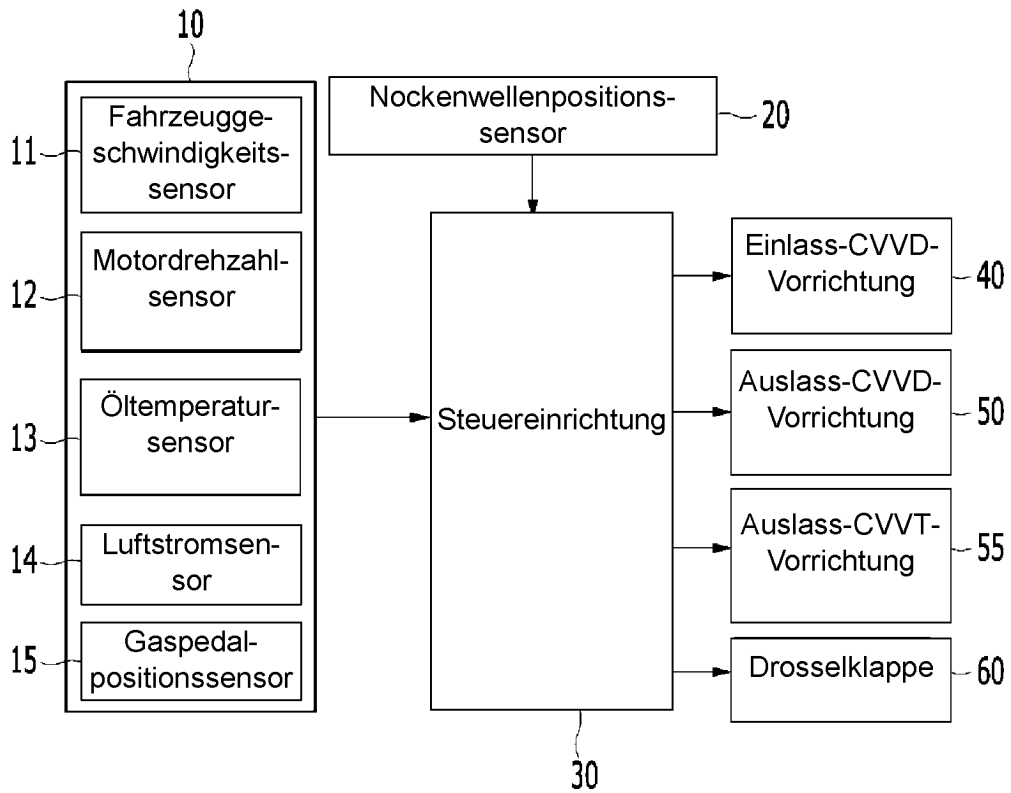 10
Fahrzeugge-
schwindigkeits-
sensor
11
Motordrehzahl-
sensor
12
Öltemperatur-
sensor
13
Luftstromsen-
sor
14
Gaspedal-
positionssensor
15
Nockenwellenpositions-
sensor
20
Steuereinrichtung
30
Einlass-CVVD-
Vorrichtung
40
Auslass-CVVD-
Vorrichtung
50
Auslass-CVVT-
Vorrichtung
55
Drosselklappe
60